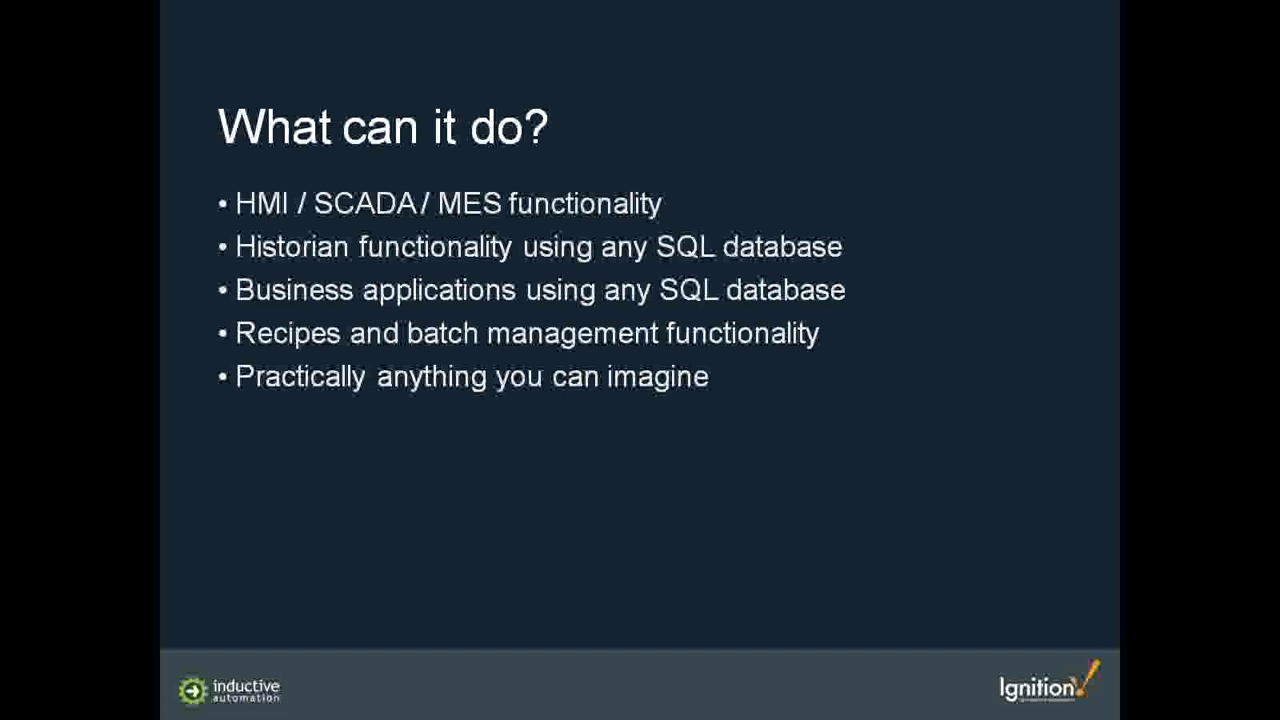 What can it do?
• HMI / SCADA / MES functionality
• Historian functionality using any SQL database
• Business applications using any SQL database
• Recipes and batch management functionality
• Practically anything you can imagine
inductive
automation
Ignition